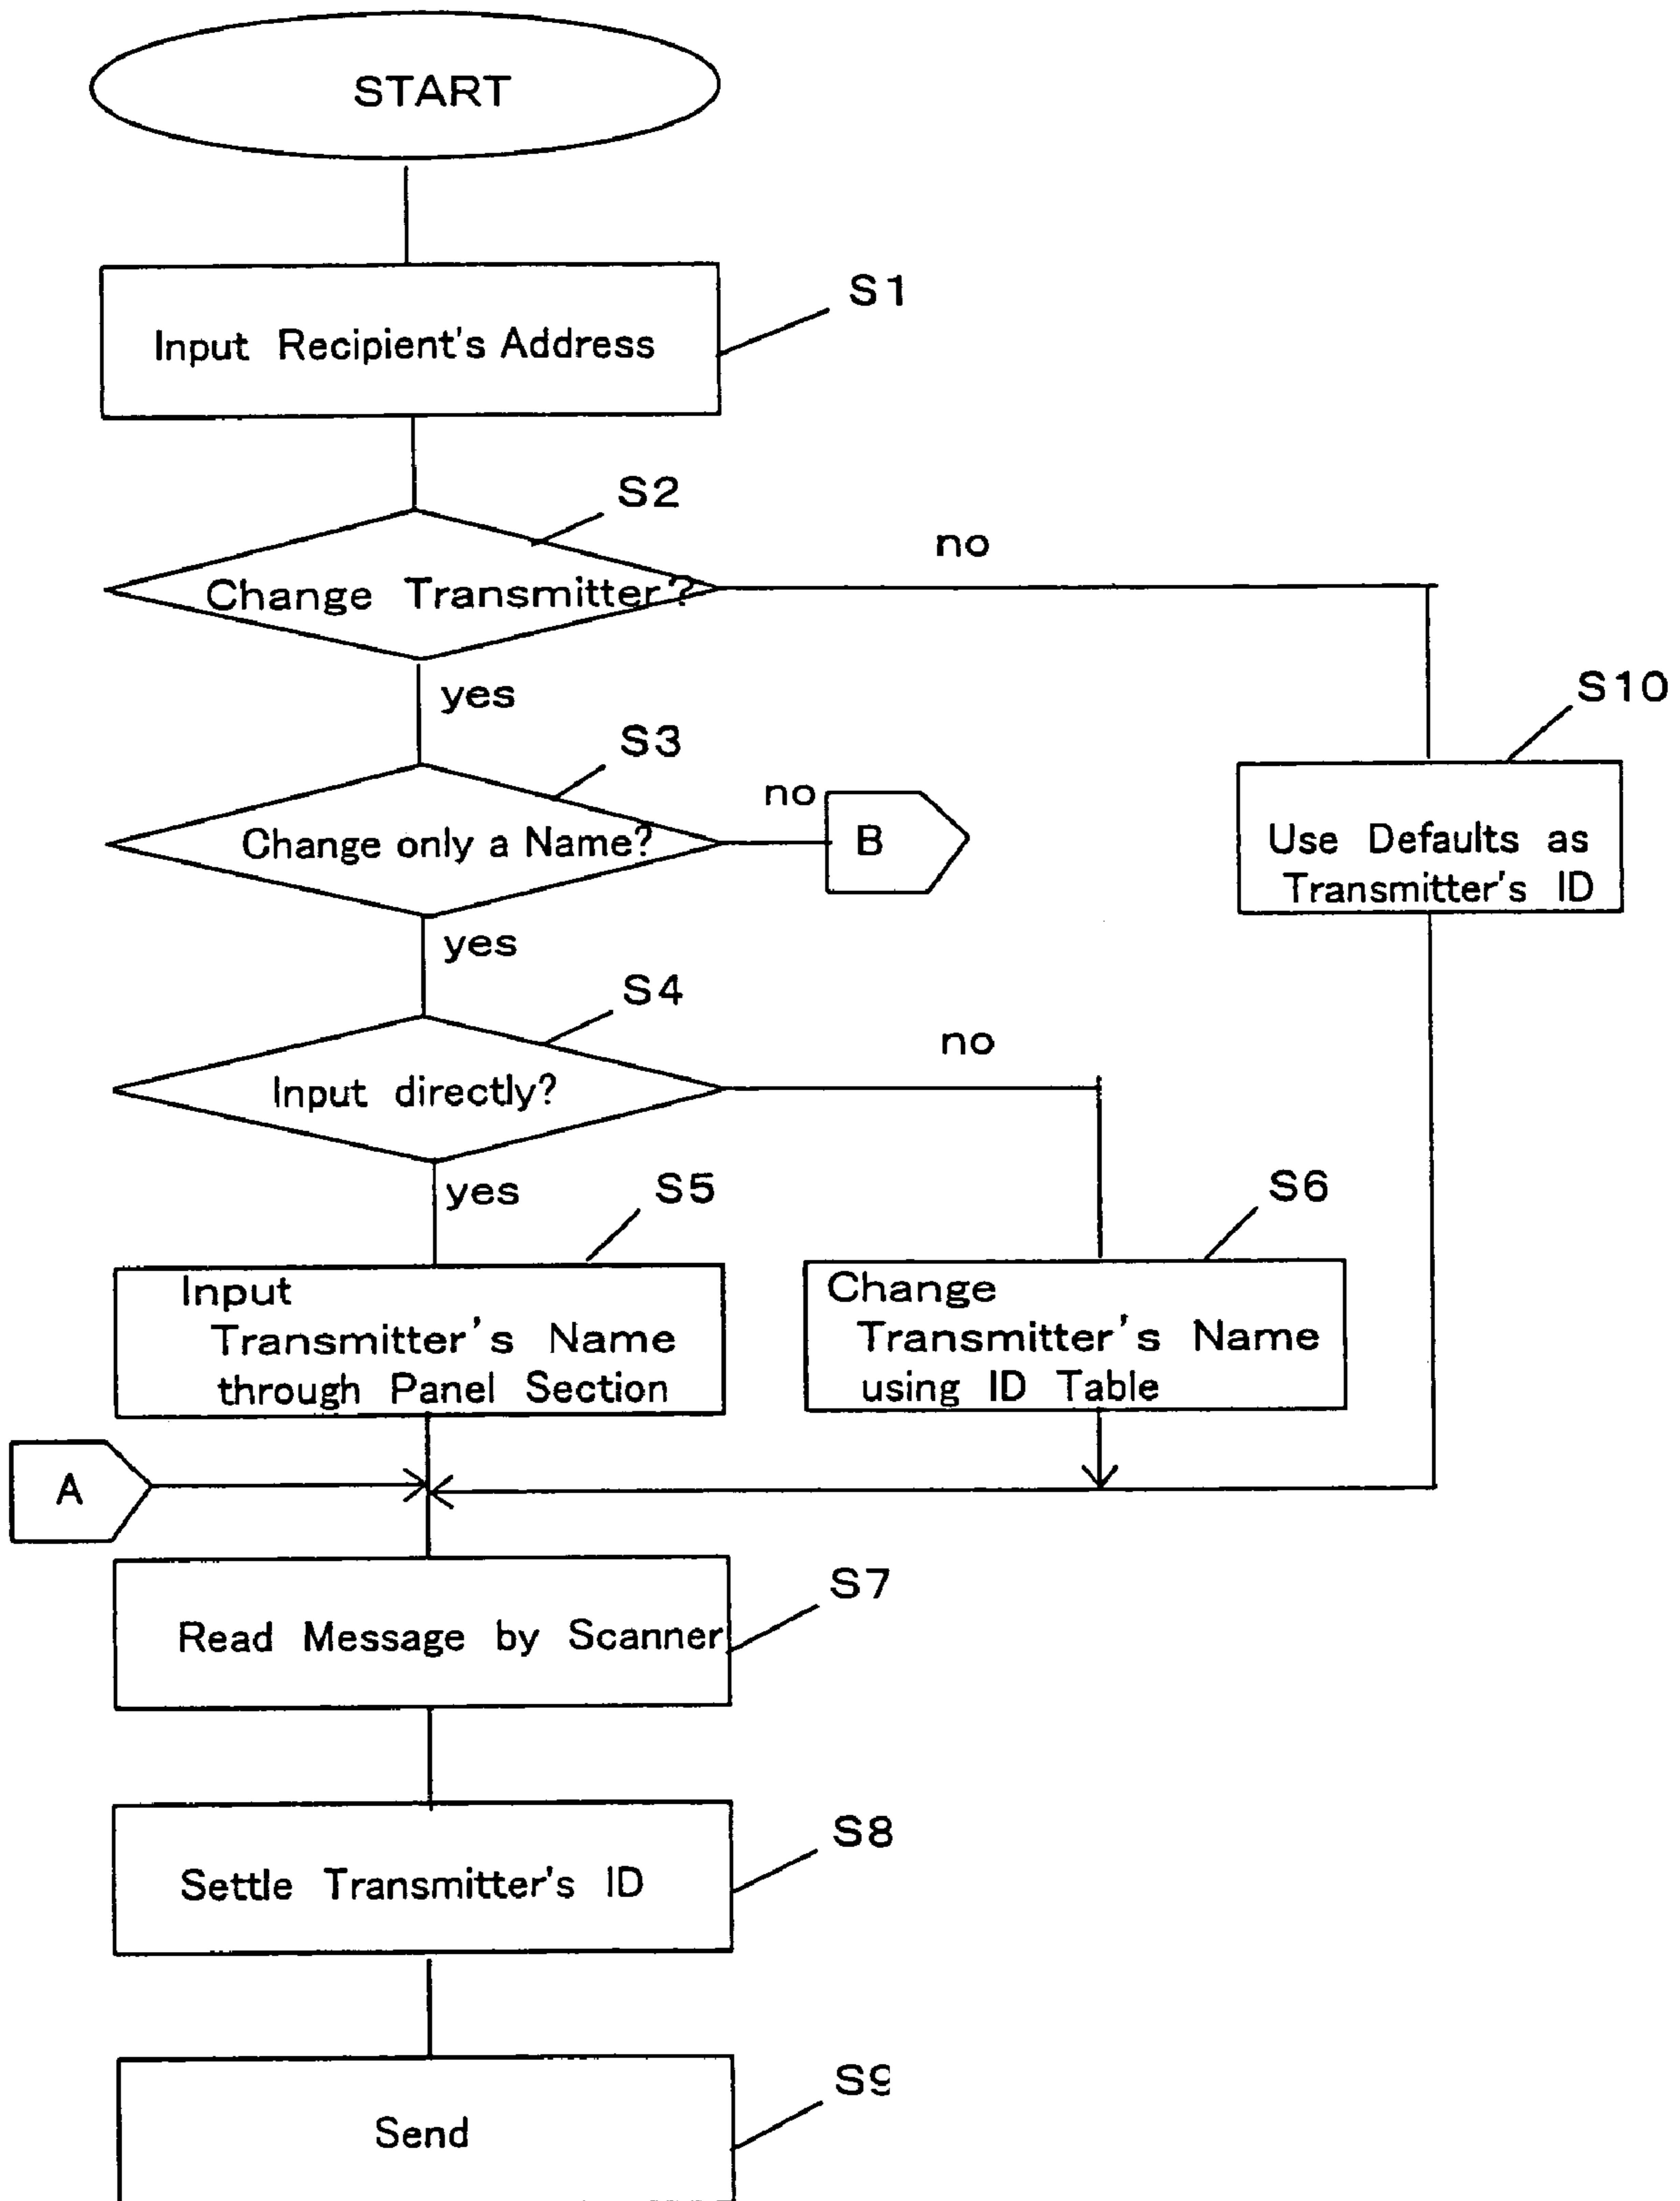 START
S1
Input Recipient's Address
S2
no
Change Transmitter?
yes
S10
S3
no
Change only a Name?
B
Use Defaults as
Transmitter's ID
yes
S4
no
Input directly?
yes
S5
S6
Input
Transmitter's Name
through Panel Section
Change
Transmitter's Name
using ID Table
A
S7
Read Message by Scanner
S8
Settle Transmitter's ID
S9
Send